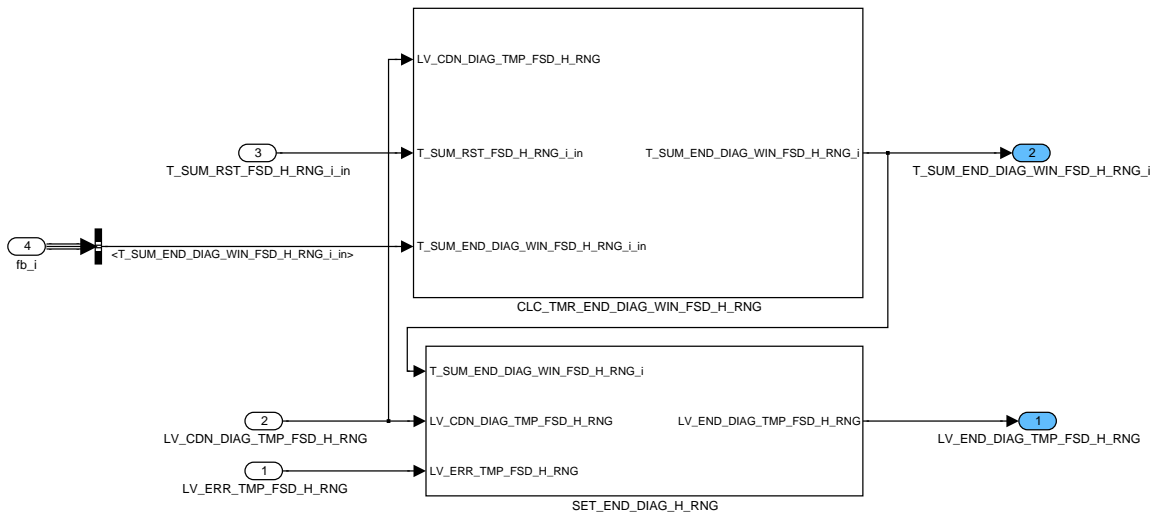 LV_CDN_DIAG_TMP_FSD_H_RNG
3
T_SUM_RST_FSD_H_RNG_i_in
T_SUM_RST_FSD_H_RNG_i_in
T_SUM_END_DIAG_WIN_FSD_H_RNG_i
2
T_SUM_END_DIAG_WIN_FSD_H_RNG_i
4
fb_i
<T_SUM_END_DIAG_WIN_FSD_H_RNG_i_in>
T_SUM_END_DIAG_WIN_FSD_H_RNG_i_in
CLC_TMR_END_DIAG_WIN_FSD_H_RNG
T_SUM_END_DIAG_WIN_FSD_H_RNG_i
2
LV_CDN_DIAG_TMP_FSD_H_RNG
LV_CDN_DIAG_TMP_FSD_H_RNG
LV_END_DIAG_TMP_FSD_H_RNG
1
LV_END_DIAG_TMP_FSD_H_RNG
1
LV_ERR_TMP_FSD_H_RNG
LV_ERR_TMP_FSD_H_RNG
SET_END_DIAG_H_RNG